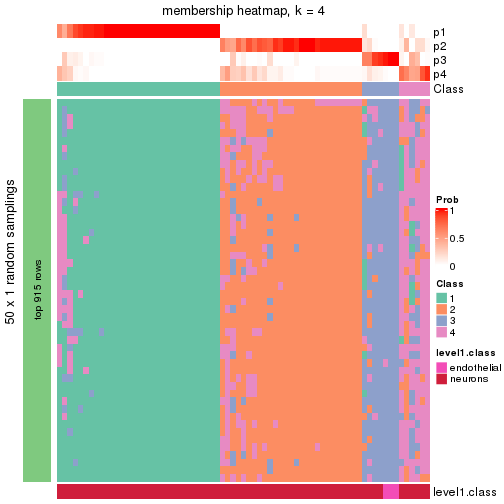 membership heatmap, k = 4
p1
p2
p3
p4
Class
50 x 1 random samplings
top 915 rows
Prob
1
0.5
0
Class
1
2
3
4
level1.class
endothelial
neurons
level1.class